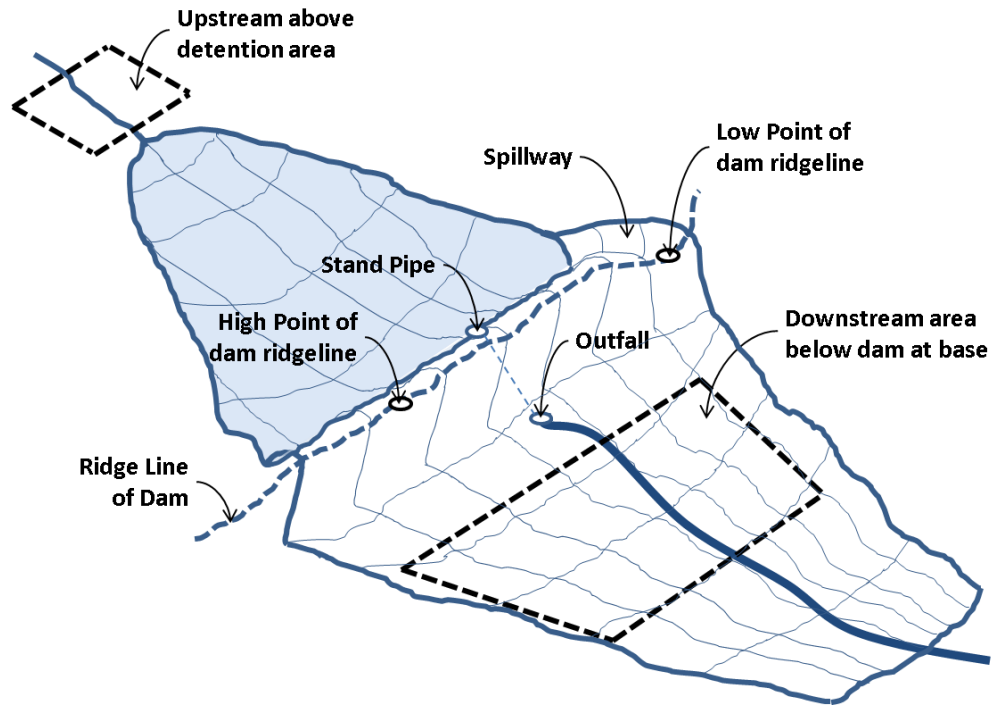 Upstream above
detention area
Low Point of
dam ridgeline
Spillway
Stand Pipe
High Point of
dam ridgeline
Outfall
Downstream area
below dam at base
Ridge Line
of Dam